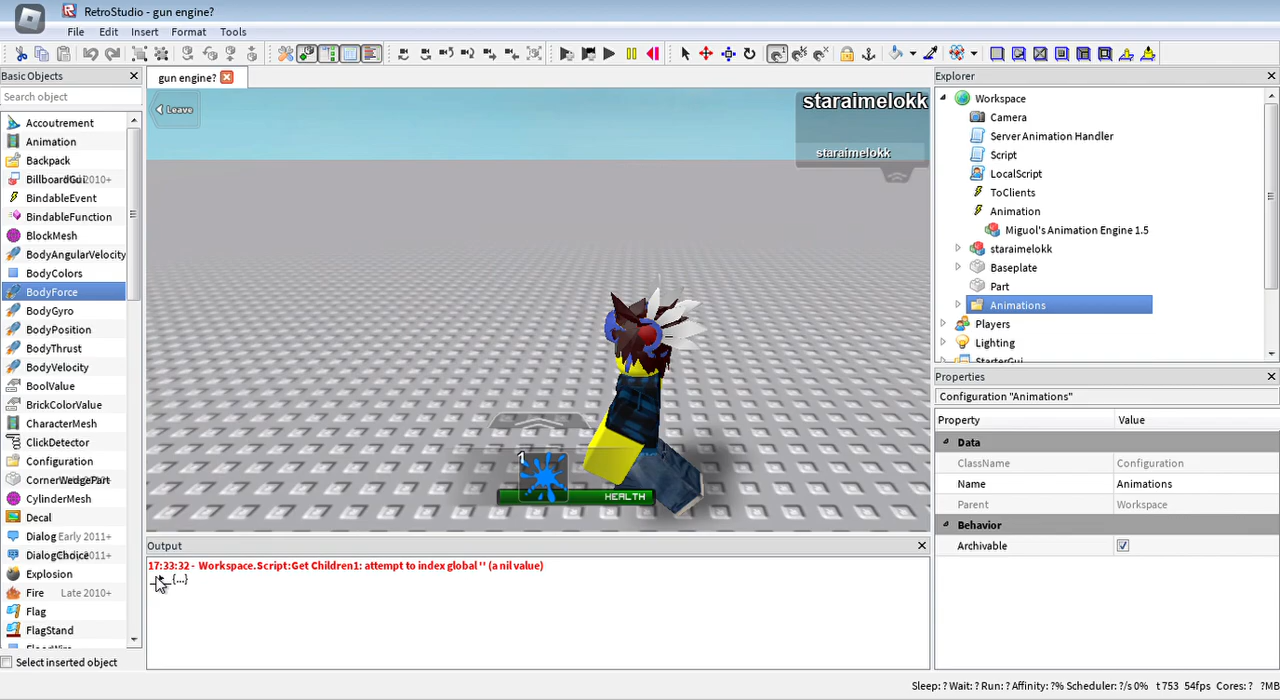 RetroStudio - gun engine?
File Edit Insert Format Tools
Basic Objects
gun engine?
Explorer
Search object
Accoutrement
Animation
Backpack
BillboardGui 2010+
BindableEvent
BindableFunction
BlockMesh
BodyAngularVelocity
BodyColors
BodyForce
BodyGyro
BodyPosition
BodyThrust
BodyVelocity
BoolValue
BrickColorValue
CharacterMesh
ClickDetector
Configuration
CornerWedgePart 2010+
CylinderMesh
Decal
Dialog Early 2011+
DialogChoice 2011+
Explosion
Fire Late 2010+
Flag
FlagStand
Select inserted object
Leave
staraimelokk
staraimelokk
1
HEALTH
Output
17:33:32 - Workspace.Script:Get Children1: attempt to index global '' (a nil value)
{...}
Workspace
Camera
Server Animation Handler
Script
LocalScript
ToClients
Animation
Miguol's Animation Engine 1.5
staraimelokk
Baseplate
Part
Animations
Players
Lighting
StarterGui
Properties
Configuration "Animations"
Property Value
Data
ClassName Configuration
Name Animations
Parent Workspace
Behavior
Archivable
Sleep: ? Wait: ? Run: ? Affinity: ?% Scheduler: ?/s 0% t 753 54fps Cores: ? ?MB